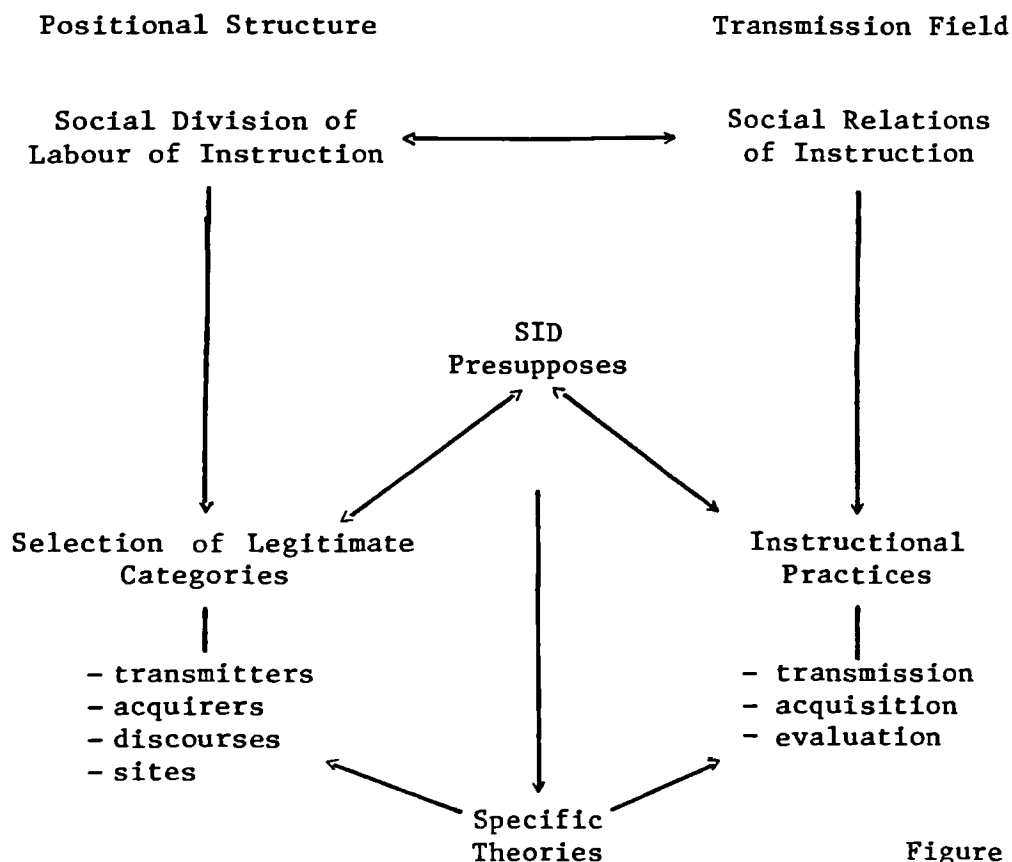 Positional Structure
Transmission Field
Social Division of
Labour of Instruction
Social Relations
of Instruction
SID
Presupposes
Selection of Legitimate
Categories
Instructional
Practices
- transmitters
- acquirers
- discourses
- sites
- transmission
- acquisition
- evaluation
Specific
Theories
Figure